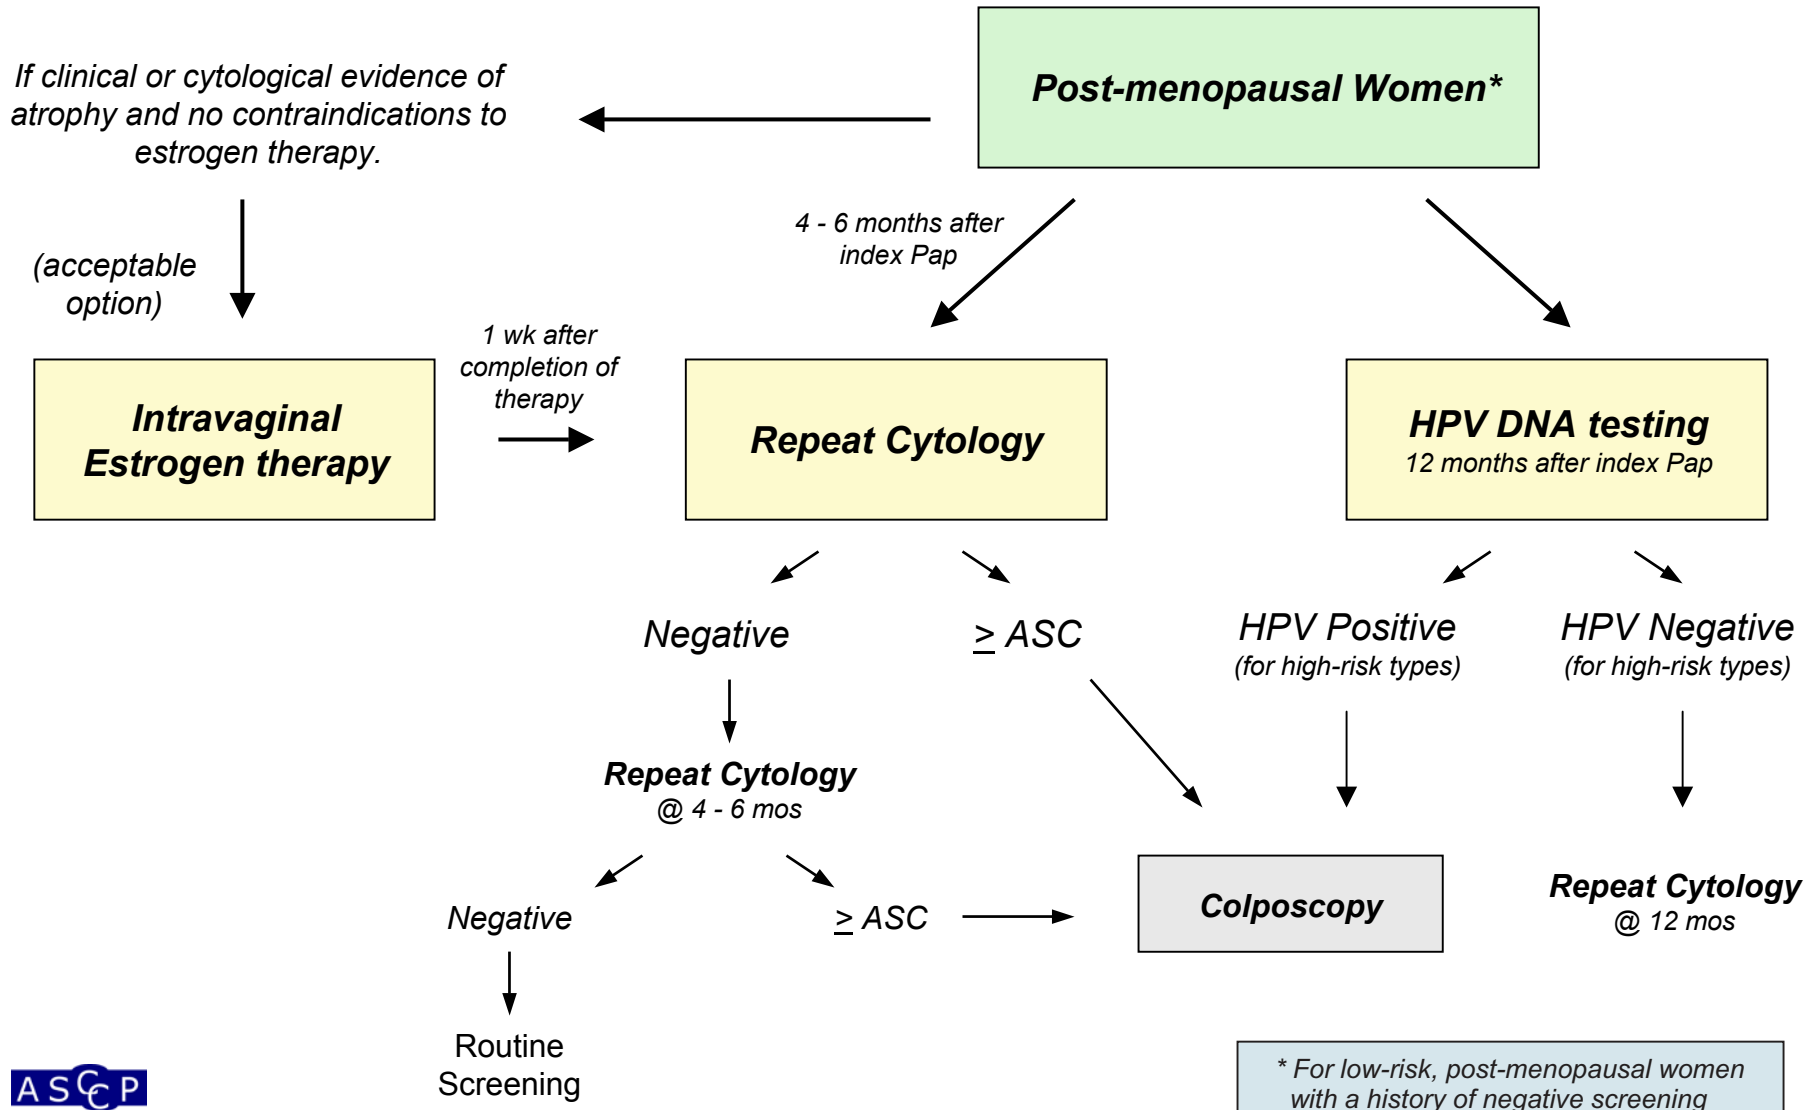 Post-menopausal Women*
If clinical or cytological evidence of
atrophy and no contraindications to
estrogen therapy.
4 - 6 months after
index Pap
(acceptable
option)
1 wk after
completion of
therapy
Intravaginal
Estrogen therapy
Repeat Cytology
HPV DNA testing
12 months after index Pap
Negative
≥ ASC
HPV Positive
(for high-risk types)
HPV Negative
(for high-risk types)
Repeat Cytology
@ 4 - 6 mos
Negative
≥ ASC
Colposcopy
Repeat Cytology
@ 12 mos
Routine
Screening
ASCCP
* For low-risk, post-menopausal women
with a history of negative screening